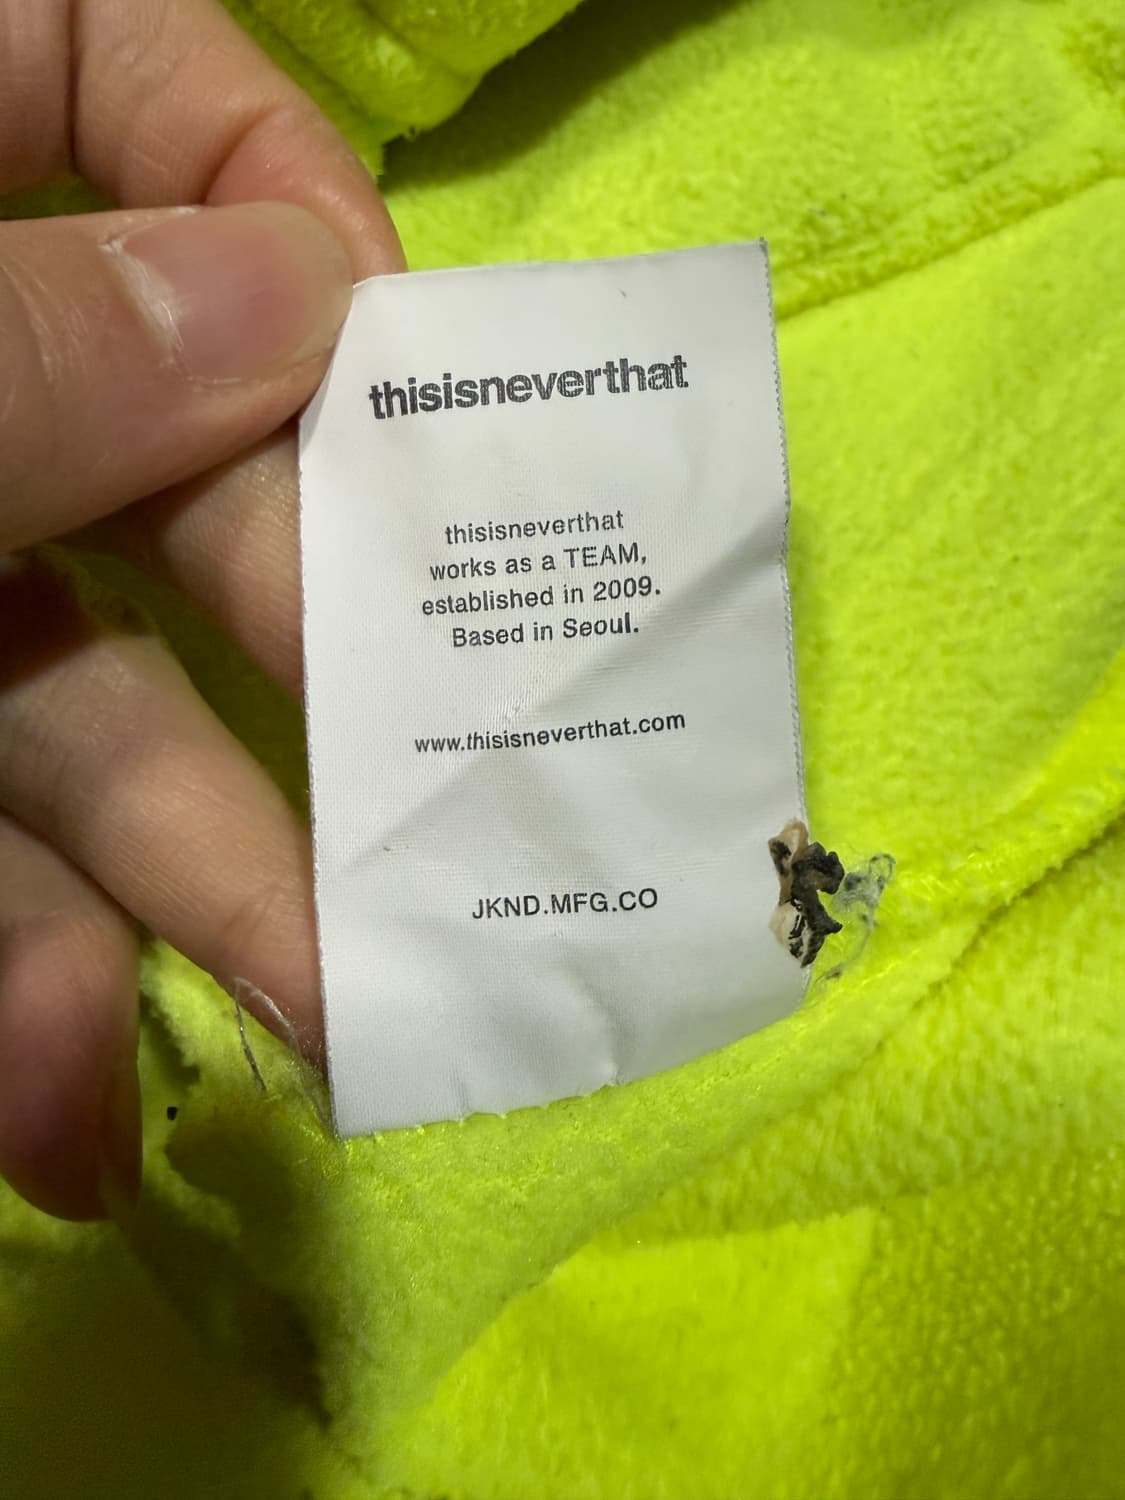 thisisneverthat
thisisneverthat
works as a TEAM,
established in 2009.
Based in Seoul.
www.thisisneverthat.com
JKND.MFG.CO